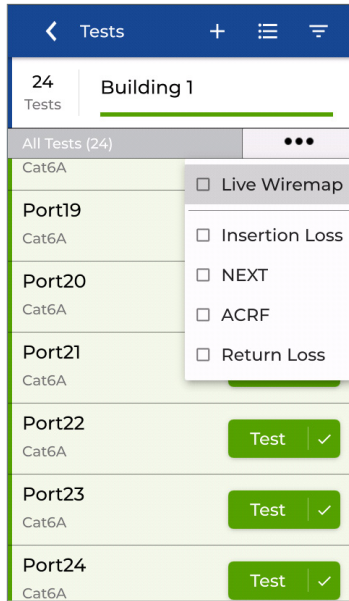 Tests
24
Tests
Building 1
All Tests (24)
Cat6A
Live Wiremap
Port19
Cat6A
Insertion Loss
Port20
NEXT
Cat6A
ACRF
Port21
Return Loss
Cat6A
Port22
Cat6A
Test
Port23
Cat6A
Test
Port24
Cat6A
Test